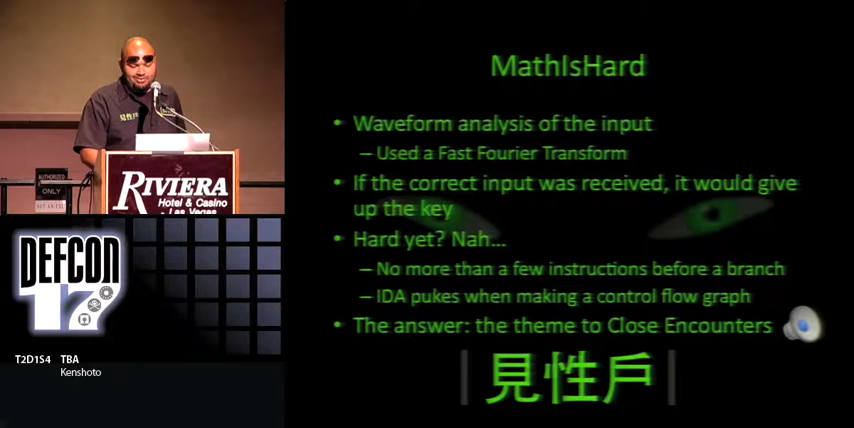 MathIsHard
• Waveform analysis of the input
– Used a Fast Fourier Transform
• If the correct input was received, it would give
up the key
• Hard yet? Nah...
– No more than a few instructions before a branch
– IDA pukes when making a control flow graph
• The answer: the theme to Close Encounters
見性戶
見性戶
AUTHORIZED
ONLY
RIVIERA
Hotel & Casino
Las Vegas
DEFCON
17
T2D1S4 TBA
Kenshoto